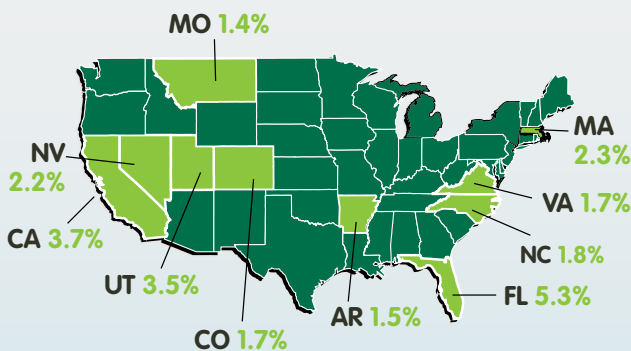 MO 1.4%
NV
2.2%
MA
2.3%
VA 1.7%
CA 3.7%
NC 1.8%
UT 3.5%
FL 5.3%
AR 1.5%
CO 1.7%